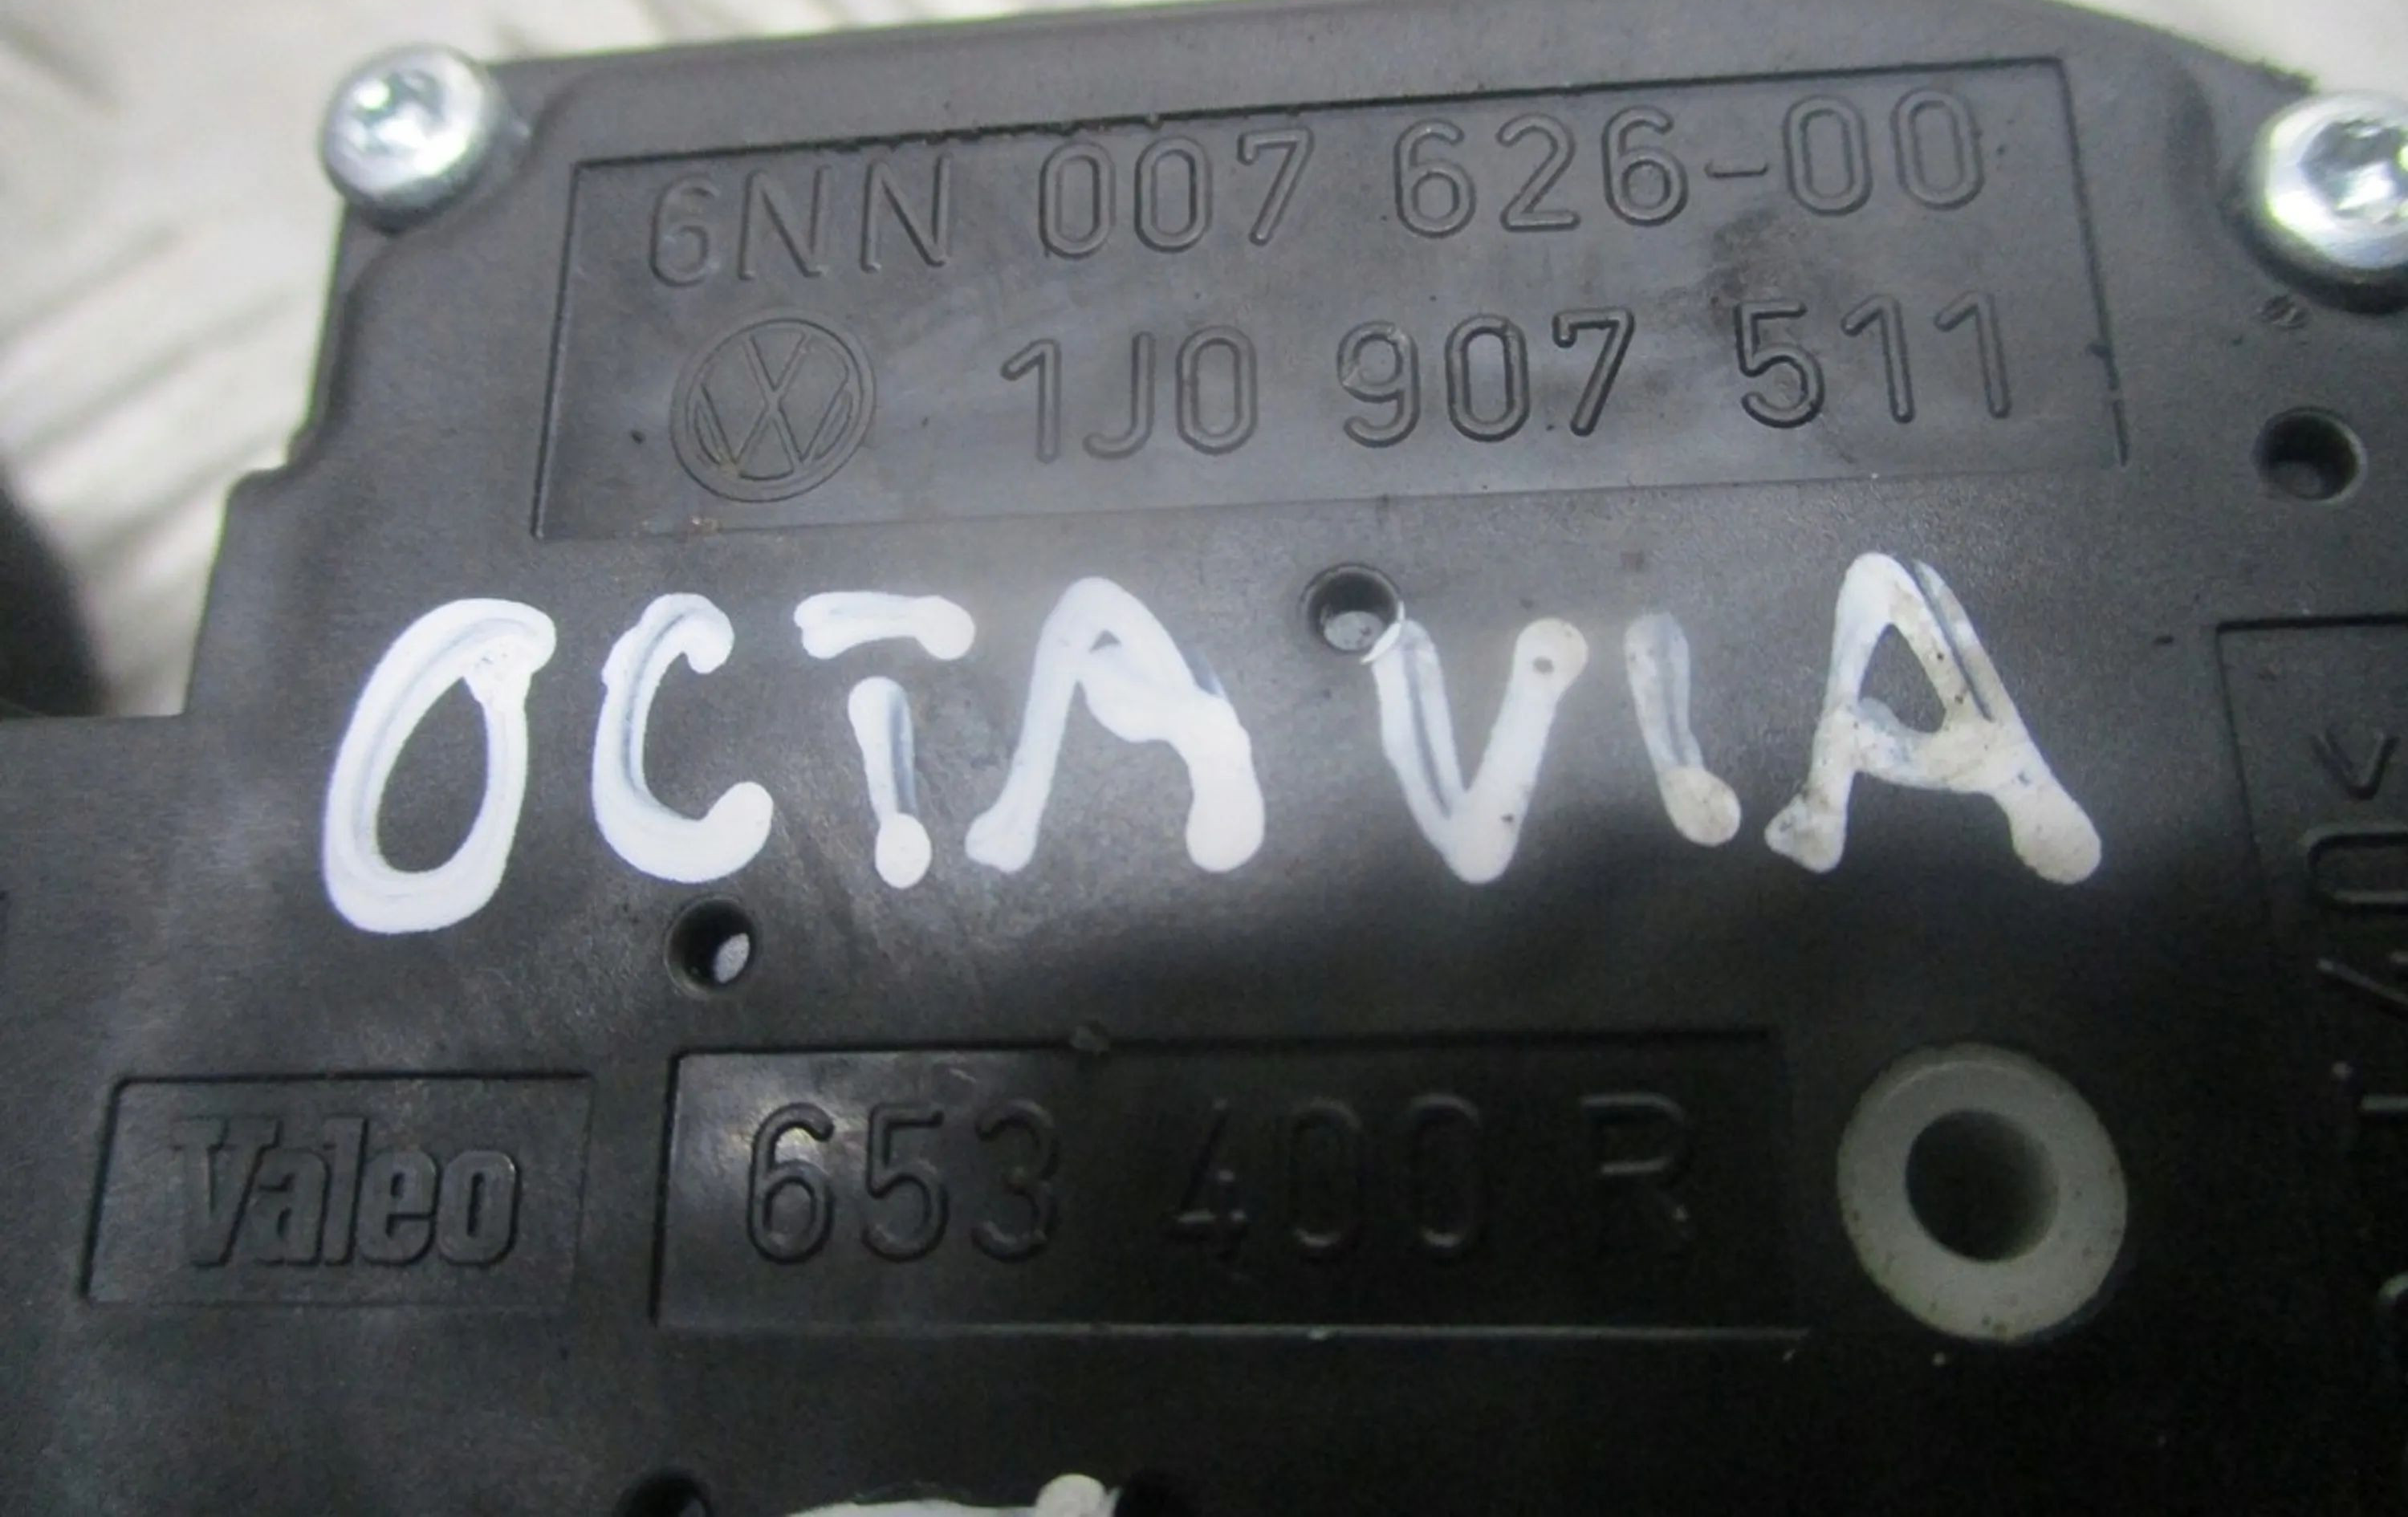 6NN 007 626-00
1J0 907 511
OCTAVIA
Valeo
653 400 R